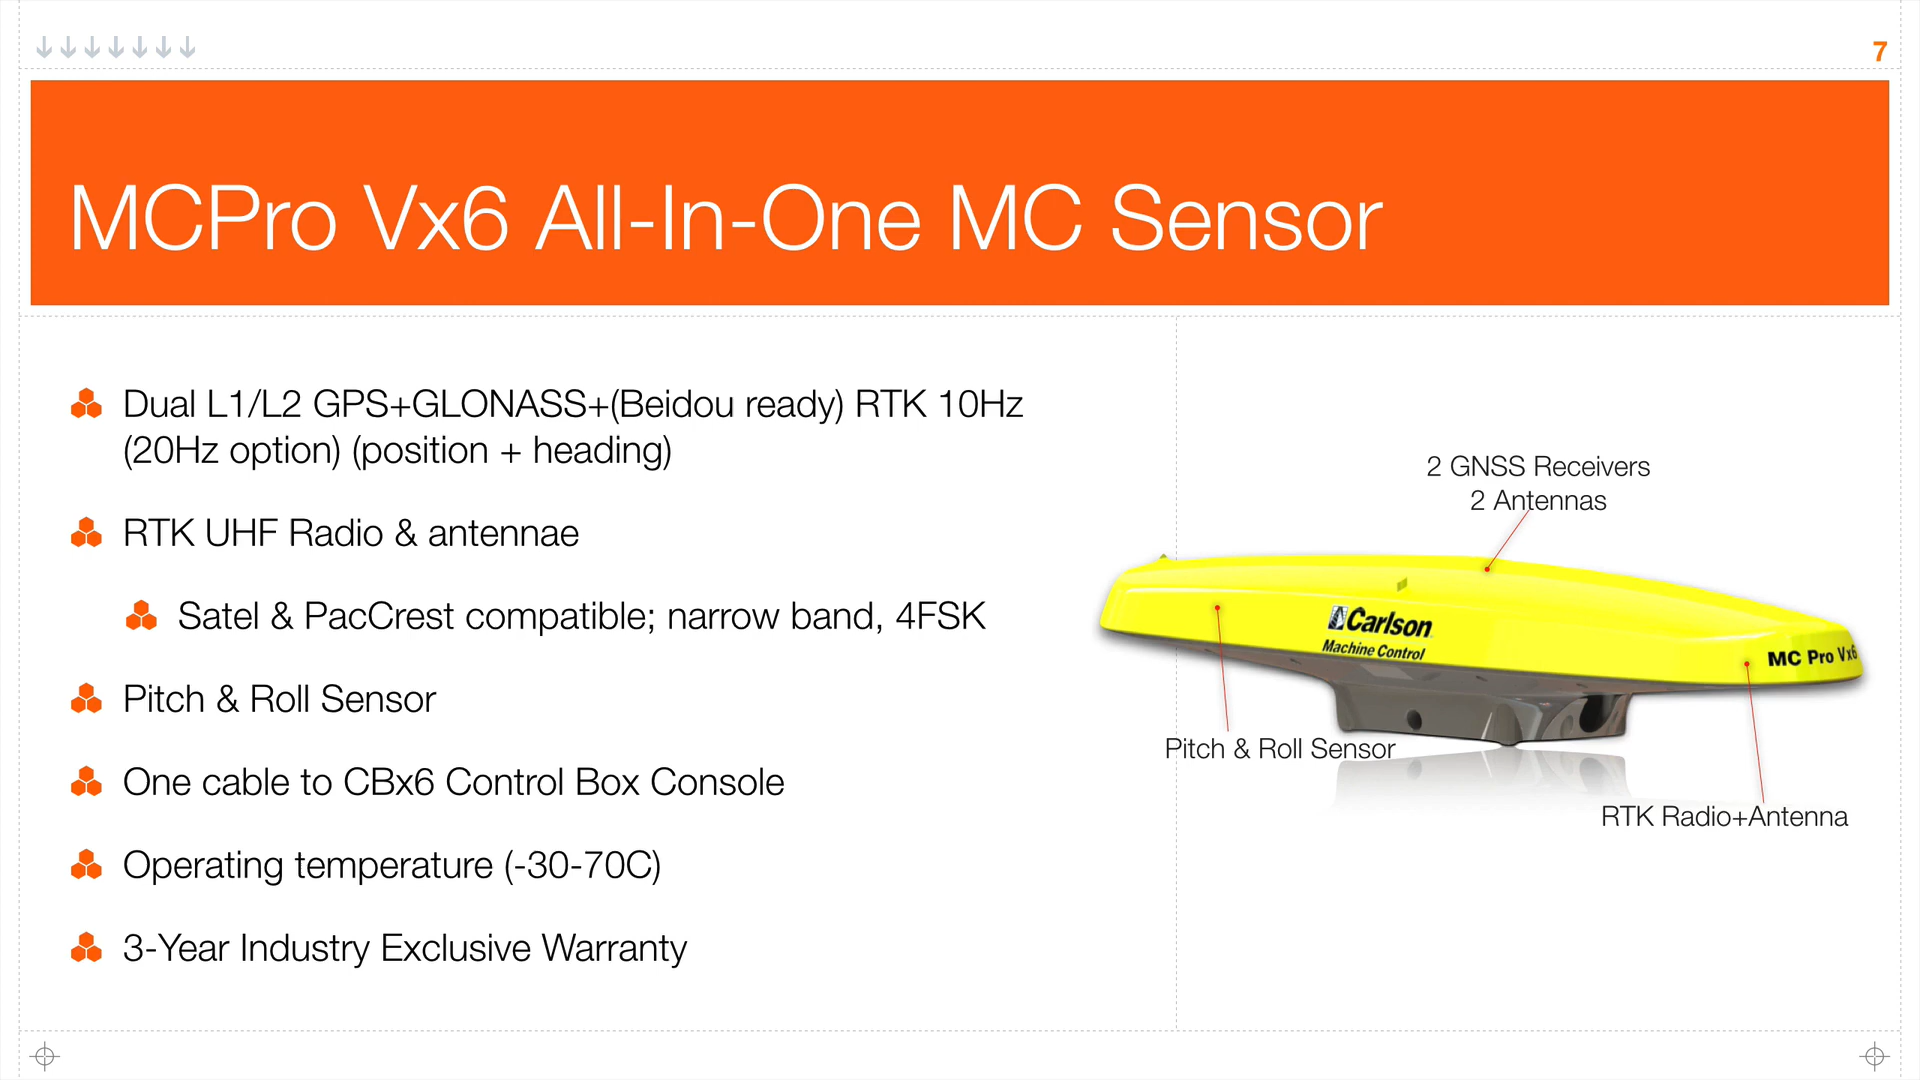 7
MCPro Vx6 All-In-One MC Sensor
Dual L1/L2 GPS+GLONASS+(Beidou ready) RTK 10Hz
(20Hz option) (position + heading)
RTK UHF Radio & antennae
Satel & PacCrest compatible; narrow band, 4FSK
Pitch & Roll Sensor
One cable to CBx6 Control Box Console
Operating temperature (-30-70C)
3-Year Industry Exclusive Warranty
2 GNSS Receivers
2 Antennas
Carlson
Machine Control
MC Pro Vx6
Pitch & Roll Sensor
RTK Radio+Antenna